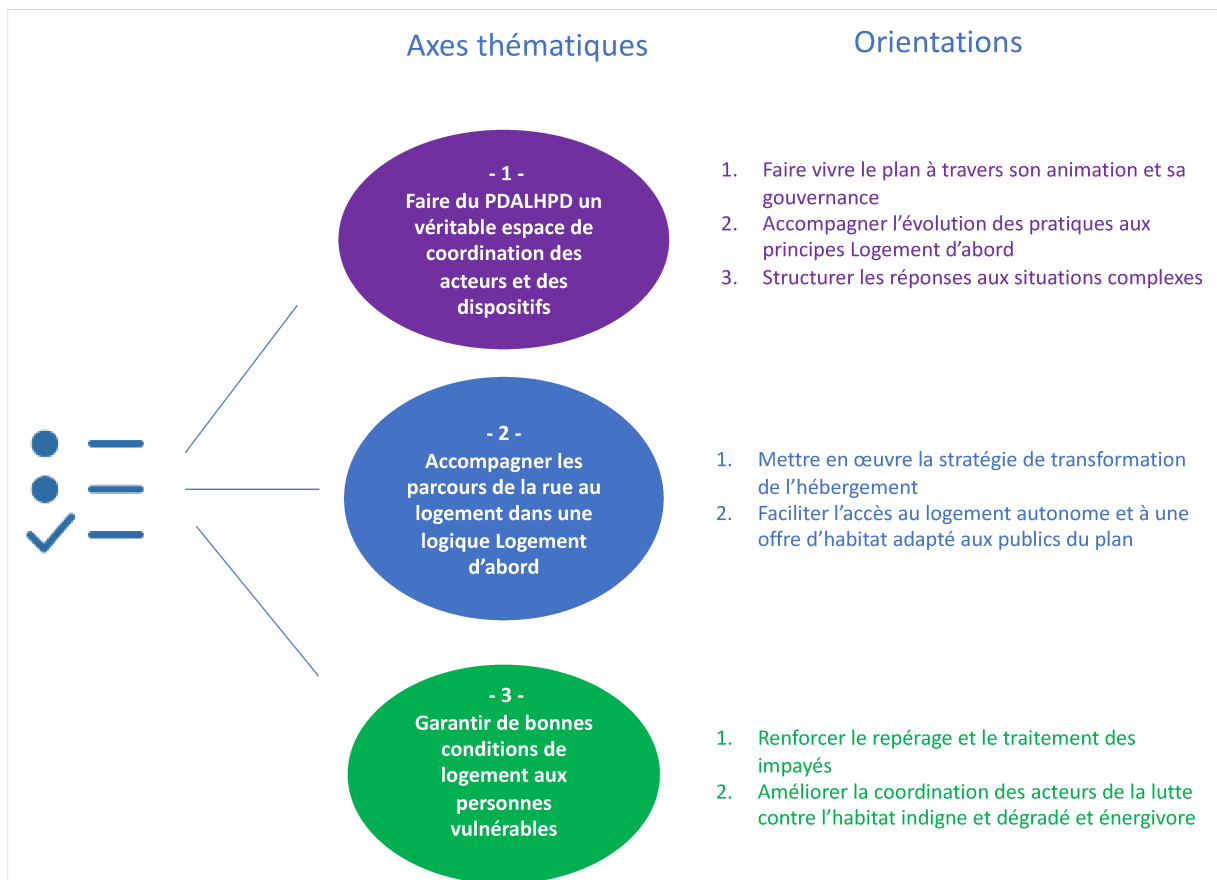 Axes thématiques
Orientations
- 1 -
Faire du PDALHPD un
véritable espace de
coordination des
acteurs et des
dispositifs
1. Faire vivre le plan à travers son animation et sa
gouvernance
2. Accompagner l’évolution des pratiques aux
principes Logement d’abord
3. Structurer les réponses aux situations complexes
- 2 -
Accompagner les
parcours de la rue au
logement dans une
logique Logement
d’abord
1. Mettre en œuvre la stratégie de transformation
de l’hébergement
2. Faciliter l’accès au logement autonome et à une
offre d’habitat adapté aux publics du plan
- 3 -
Garantir de bonnes
conditions de
logement aux
personnes
vulnérables
1. Renforcer le repérage et le traitement des
impayés
2. Améliorer la coordination des acteurs de la lutte
contre l’habitat indigne et dégradé et énergivore